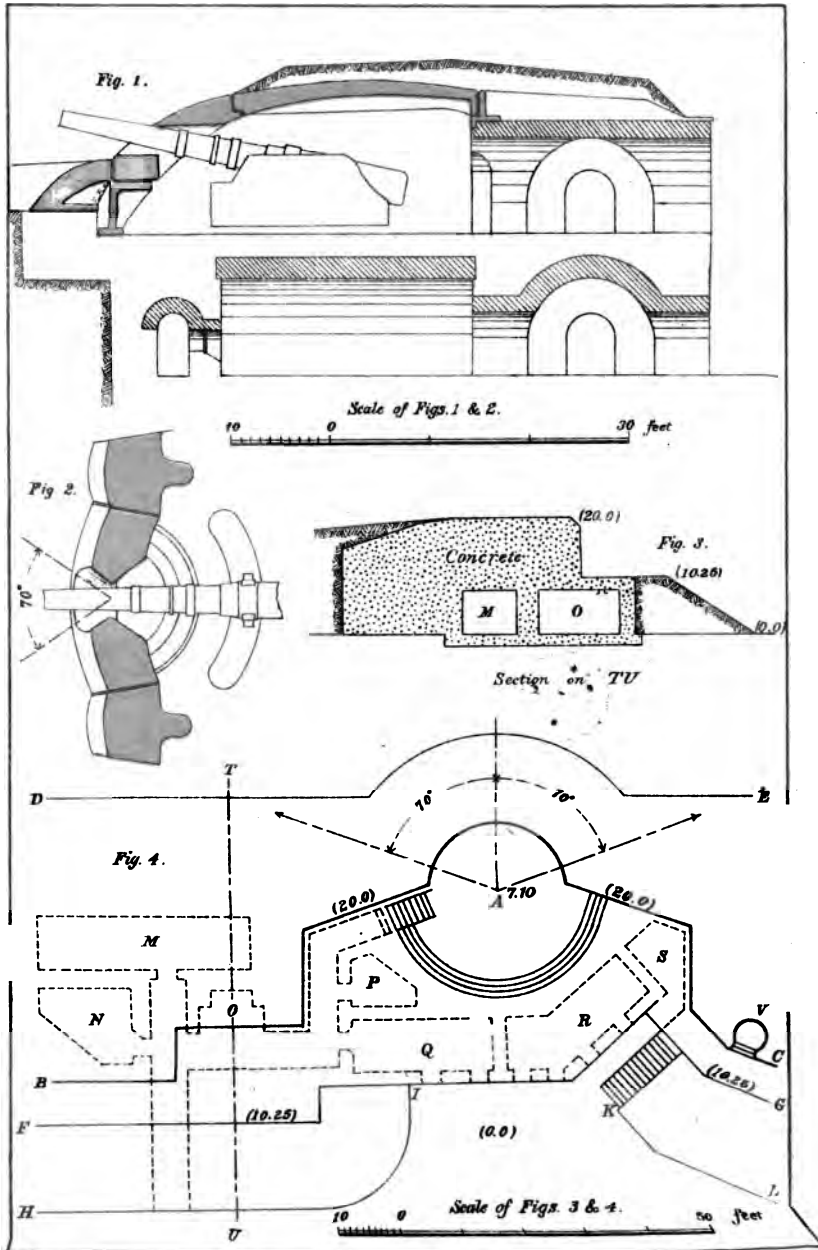 Fig. 1.
Scale of Figs. 1 & 2.
10 0 30 feet
Fig 2.
70°
(20.0)
Fig. 3.
Concrete
(10.25)
M O
(0.0)
Section on TU
T
D E
70° 70°
Fig. 4.
A 7.10
(20.0) (20.0)
M
S
P
N O R
V
Q C
B
I (10.25)
K G
F (10.25)
(0.0)
L
H Scale of Figs. 3 & 4.
U 10 0 50 feet